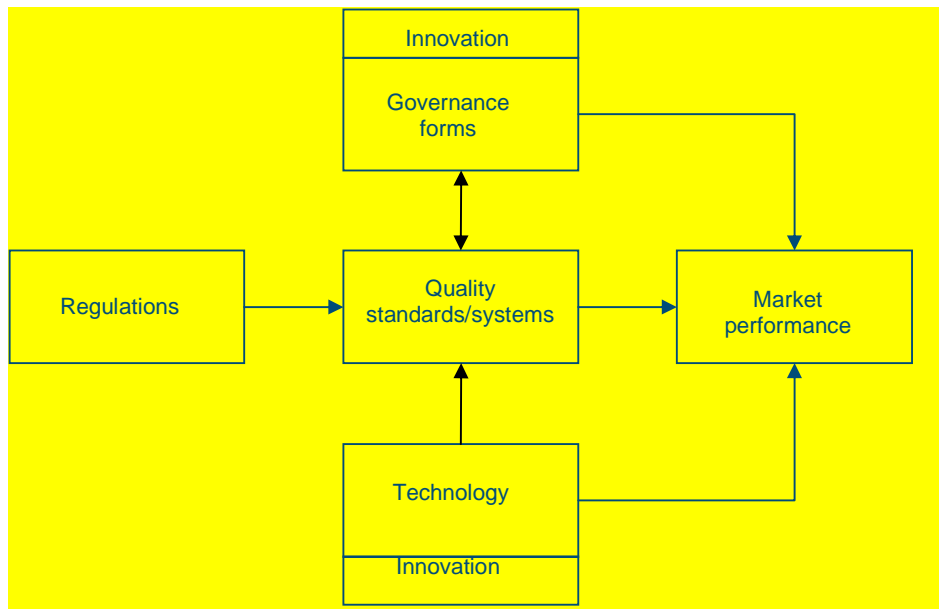 Innovation
Governance
forms
Regulations
Quality
standards/systems
Market
performance
Technology
Innovation